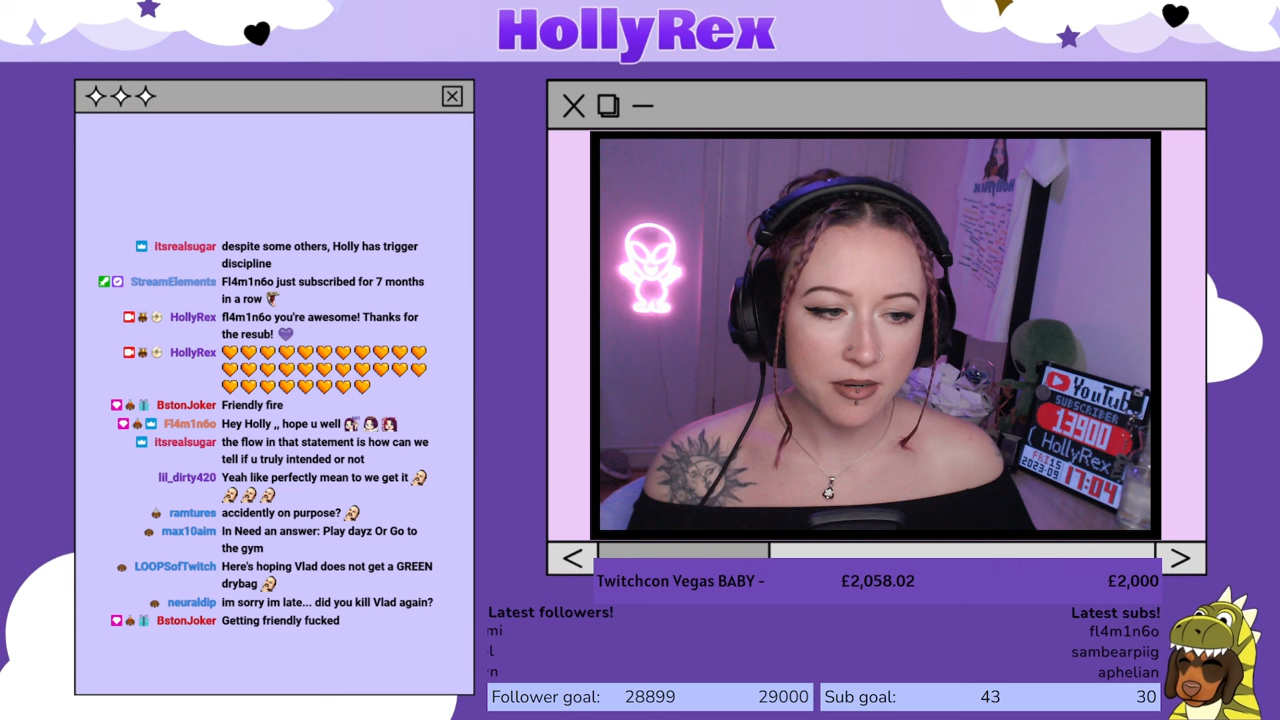 HollyRex
itsrealsugar despite some others, Holly has trigger
discipline
StreamElements Fl4m1n6o just subscribed for 7 months
in a row
HollyRex fl4m1n6o you're awesome! Thanks for
the resub!
HollyRex
BstonJoker Friendly fire
Fl4m1n6o Hey Holly ,, hope u well
itsrealsugar the flow in that statement is how can we
tell if u truly intended or not
lil_dirty420 Yeah like perfectly mean to we get it
ramtures accidently on purpose?
max10aim In Need an answer: Play dayz Or Go to
the gym
LOOPSofTwitch Here's hoping Vlad does not get a GREEN
drybag
neuraldip im sorry im late... did you kill Vlad again?
BstonJoker Getting friendly fucked
YouTube
SUBSCRIBER
13900
HollyRex
FRI 15
2023-09 17:04
Twitchcon Vegas BABY - £2,058.02 £2,000
Latest followers!
mi
l
n
Latest subs!
fl4m1n6o
sambearpiig
aphelian
Follower goal: 28899 29000
Sub goal: 43 30